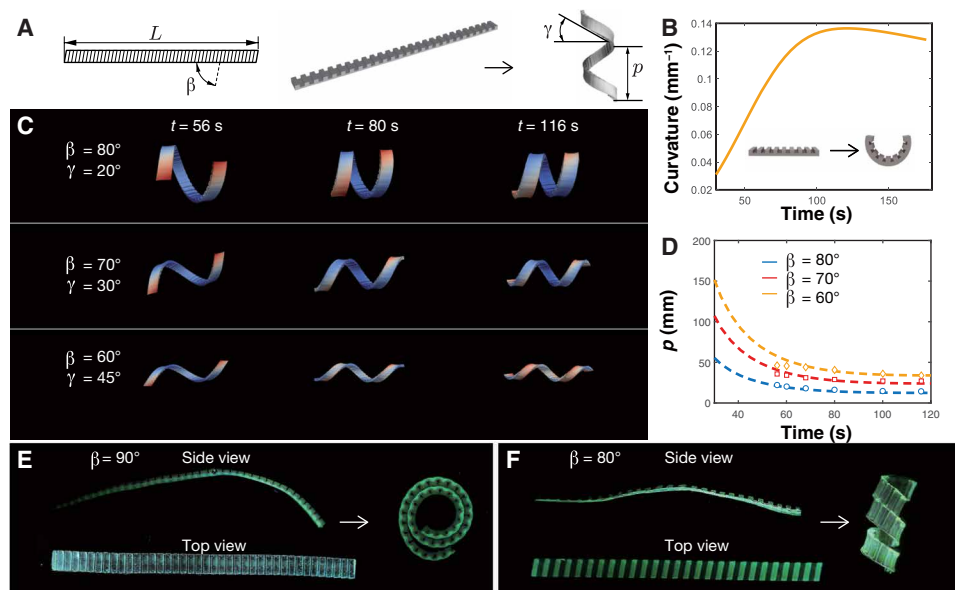 A
L
β
γ
p
B
Curvature (mm⁻¹)
0.14
0.12
0.10
0.08
0.06
0.04
0.02
50
100
150
Time (s)
C
t = 56 s
t = 80 s
t = 116 s
β = 80°
γ = 20°
β = 70°
γ = 30°
β = 60°
γ = 45°
D
p (mm)
200
150
100
50
0
40
60
80
100
120
Time (s)
β = 80°
β = 70°
β = 60°
E
β = 90°
Side view
Top view
F
β = 80°
Side view
Top view